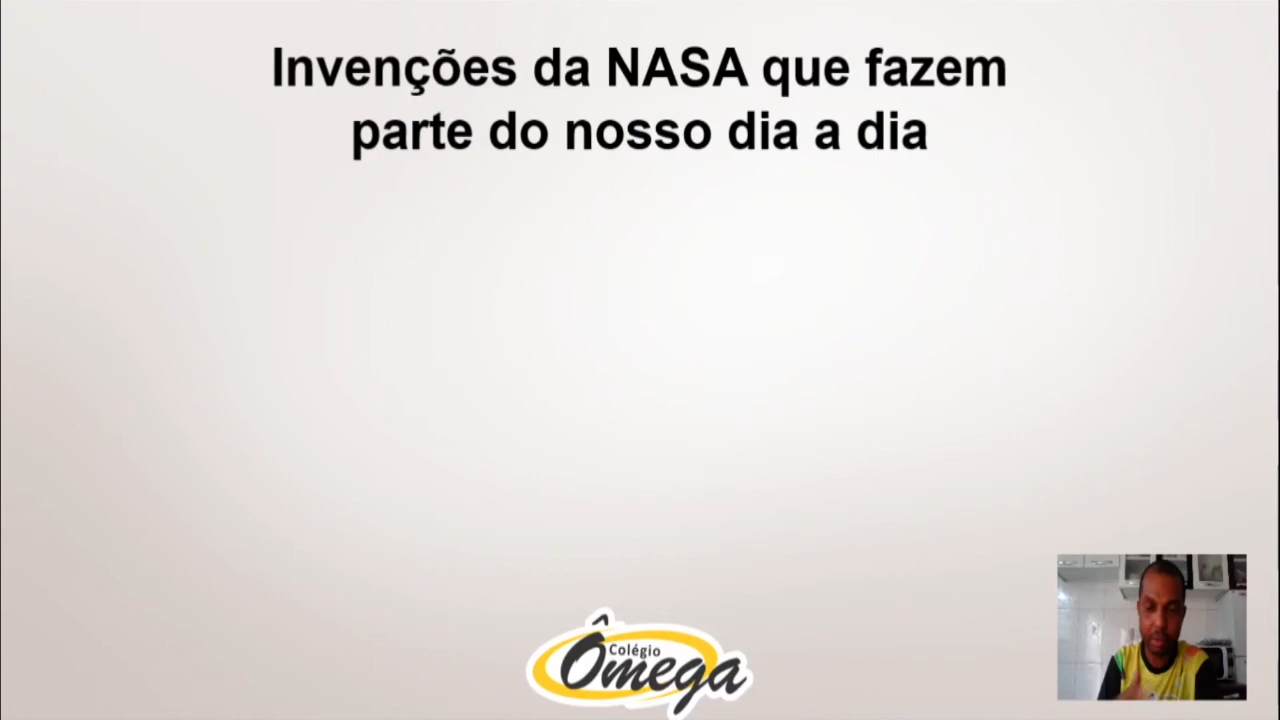 Invenções da NASA que fazem
parte do nosso dia a dia
Colégio
Ômega